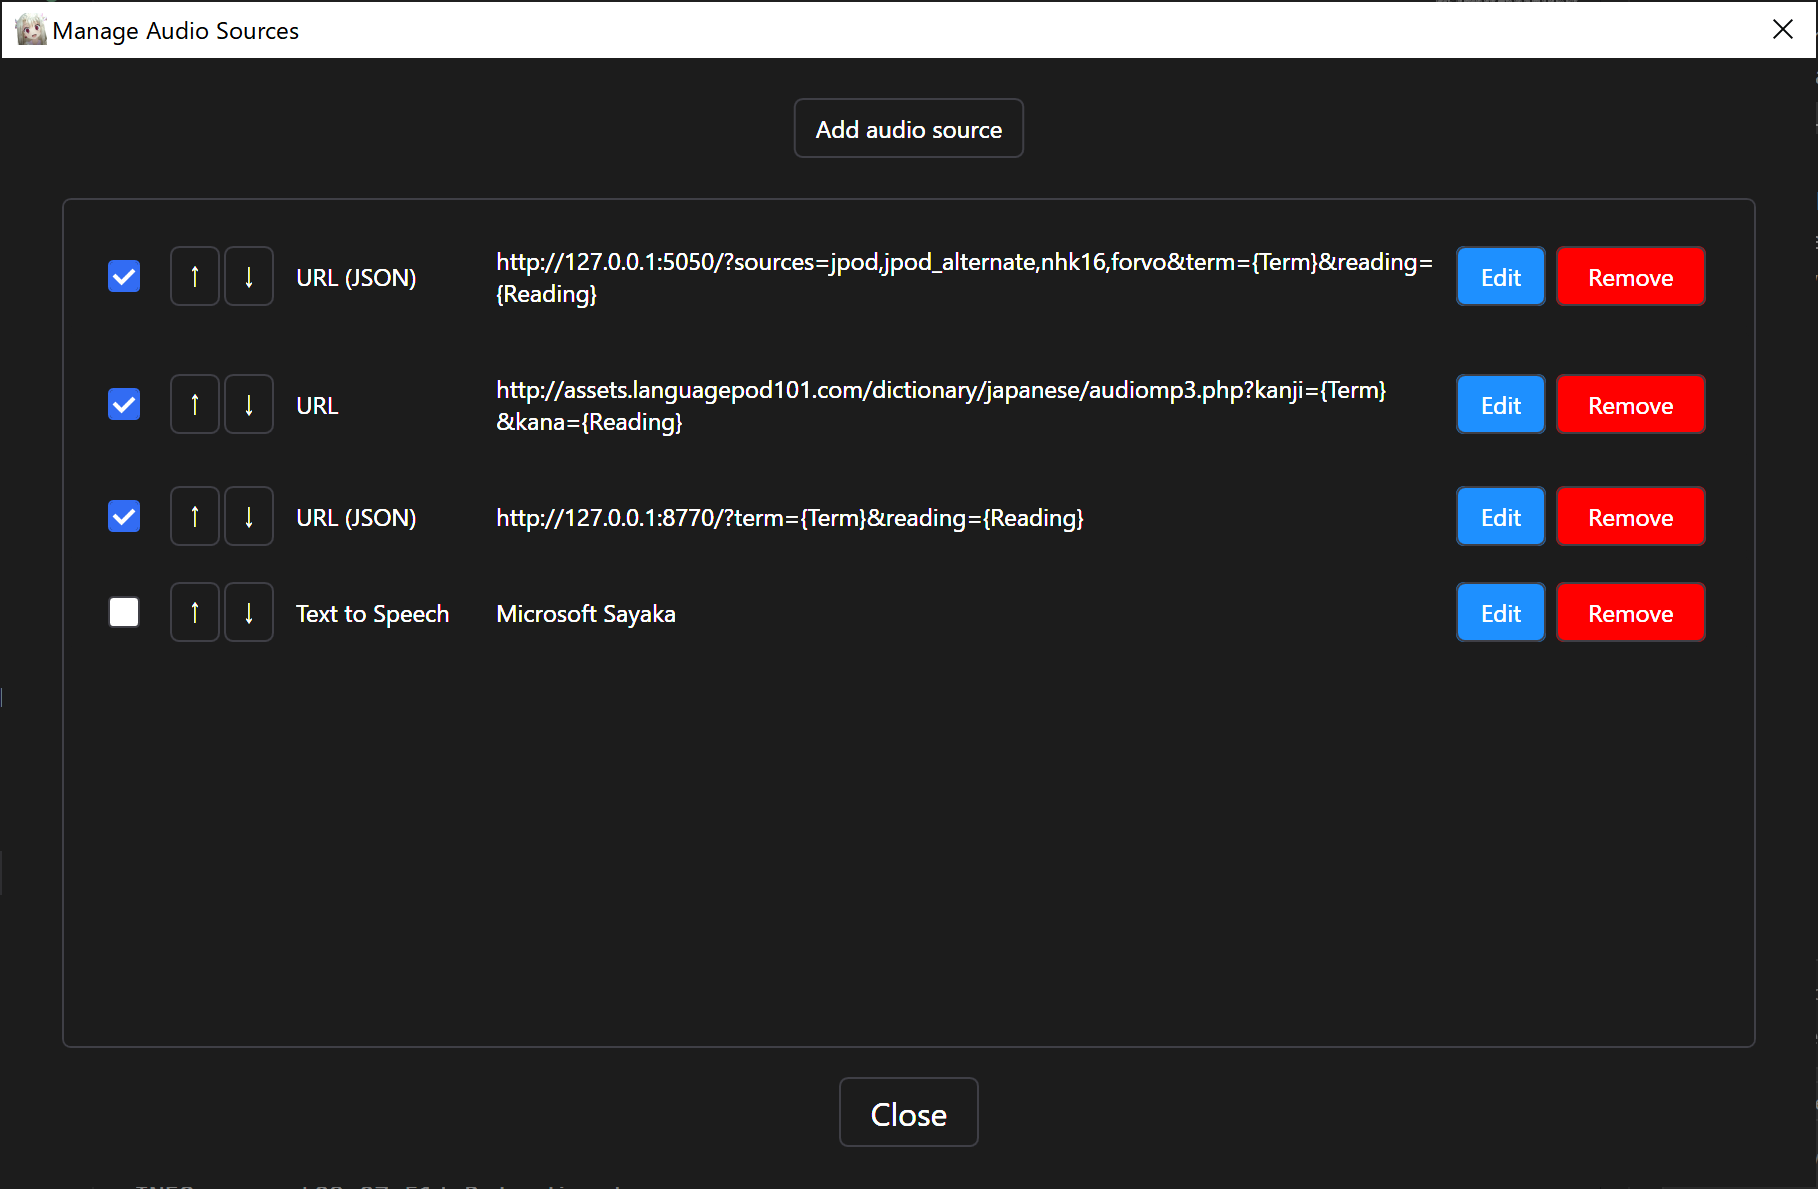 Manage Audio Sources
Add audio source
↑ ↓ URL (JSON) http://127.0.0.1:5050/?sources=jpod,jpod_alternate,nhk16,forvo&term={Term}&reading=
{Reading} Edit Remove
↑ ↓ URL http://assets.languagepod101.com/dictionary/japanese/audiomp3.php?kanji={Term}
&kana={Reading} Edit Remove
↑ ↓ URL (JSON) http://127.0.0.1:8770/?term={Term}&reading={Reading} Edit Remove
↑ ↓ Text to Speech Microsoft Sayaka Edit Remove
Close